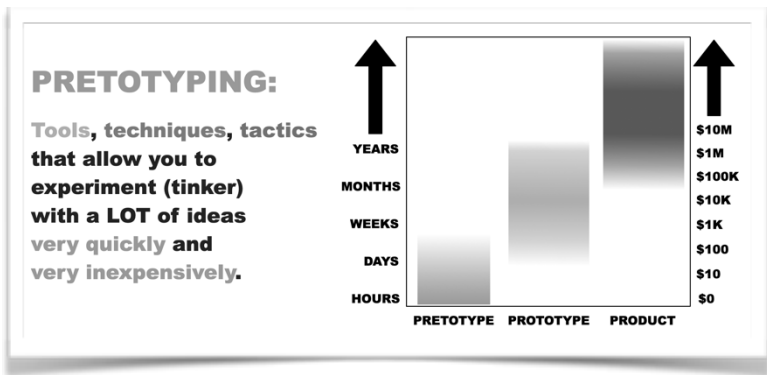 PRETOTYPING:
Tools, techniques, tactics
that allow you to
experiment (tinker)
with a LOT of ideas
very quickly and
very inexpensively.
YEARS
MONTHS
WEEKS
DAYS
HOURS
$10M
$1M
$100K
$10K
$1K
$100
$10
$0
PRETOTYPE PROTOTYPE PRODUCT